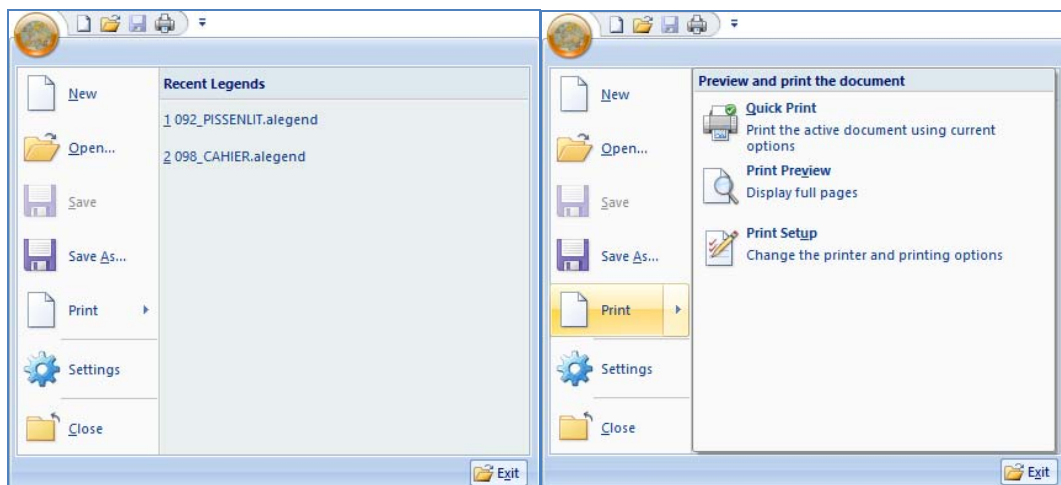 New
Open...
Save
Save As...
Print
Settings
Close
Recent Legends
1 092_PISSENLIT.alegend
2 098_CAHIER.alegend
Exit
New
Open...
Save
Save As...
Print
Settings
Close
Preview and print the document
Quick Print
Print the active document using current
options
Print Preview
Display full pages
Print Setup
Change the printer and printing options
Exit